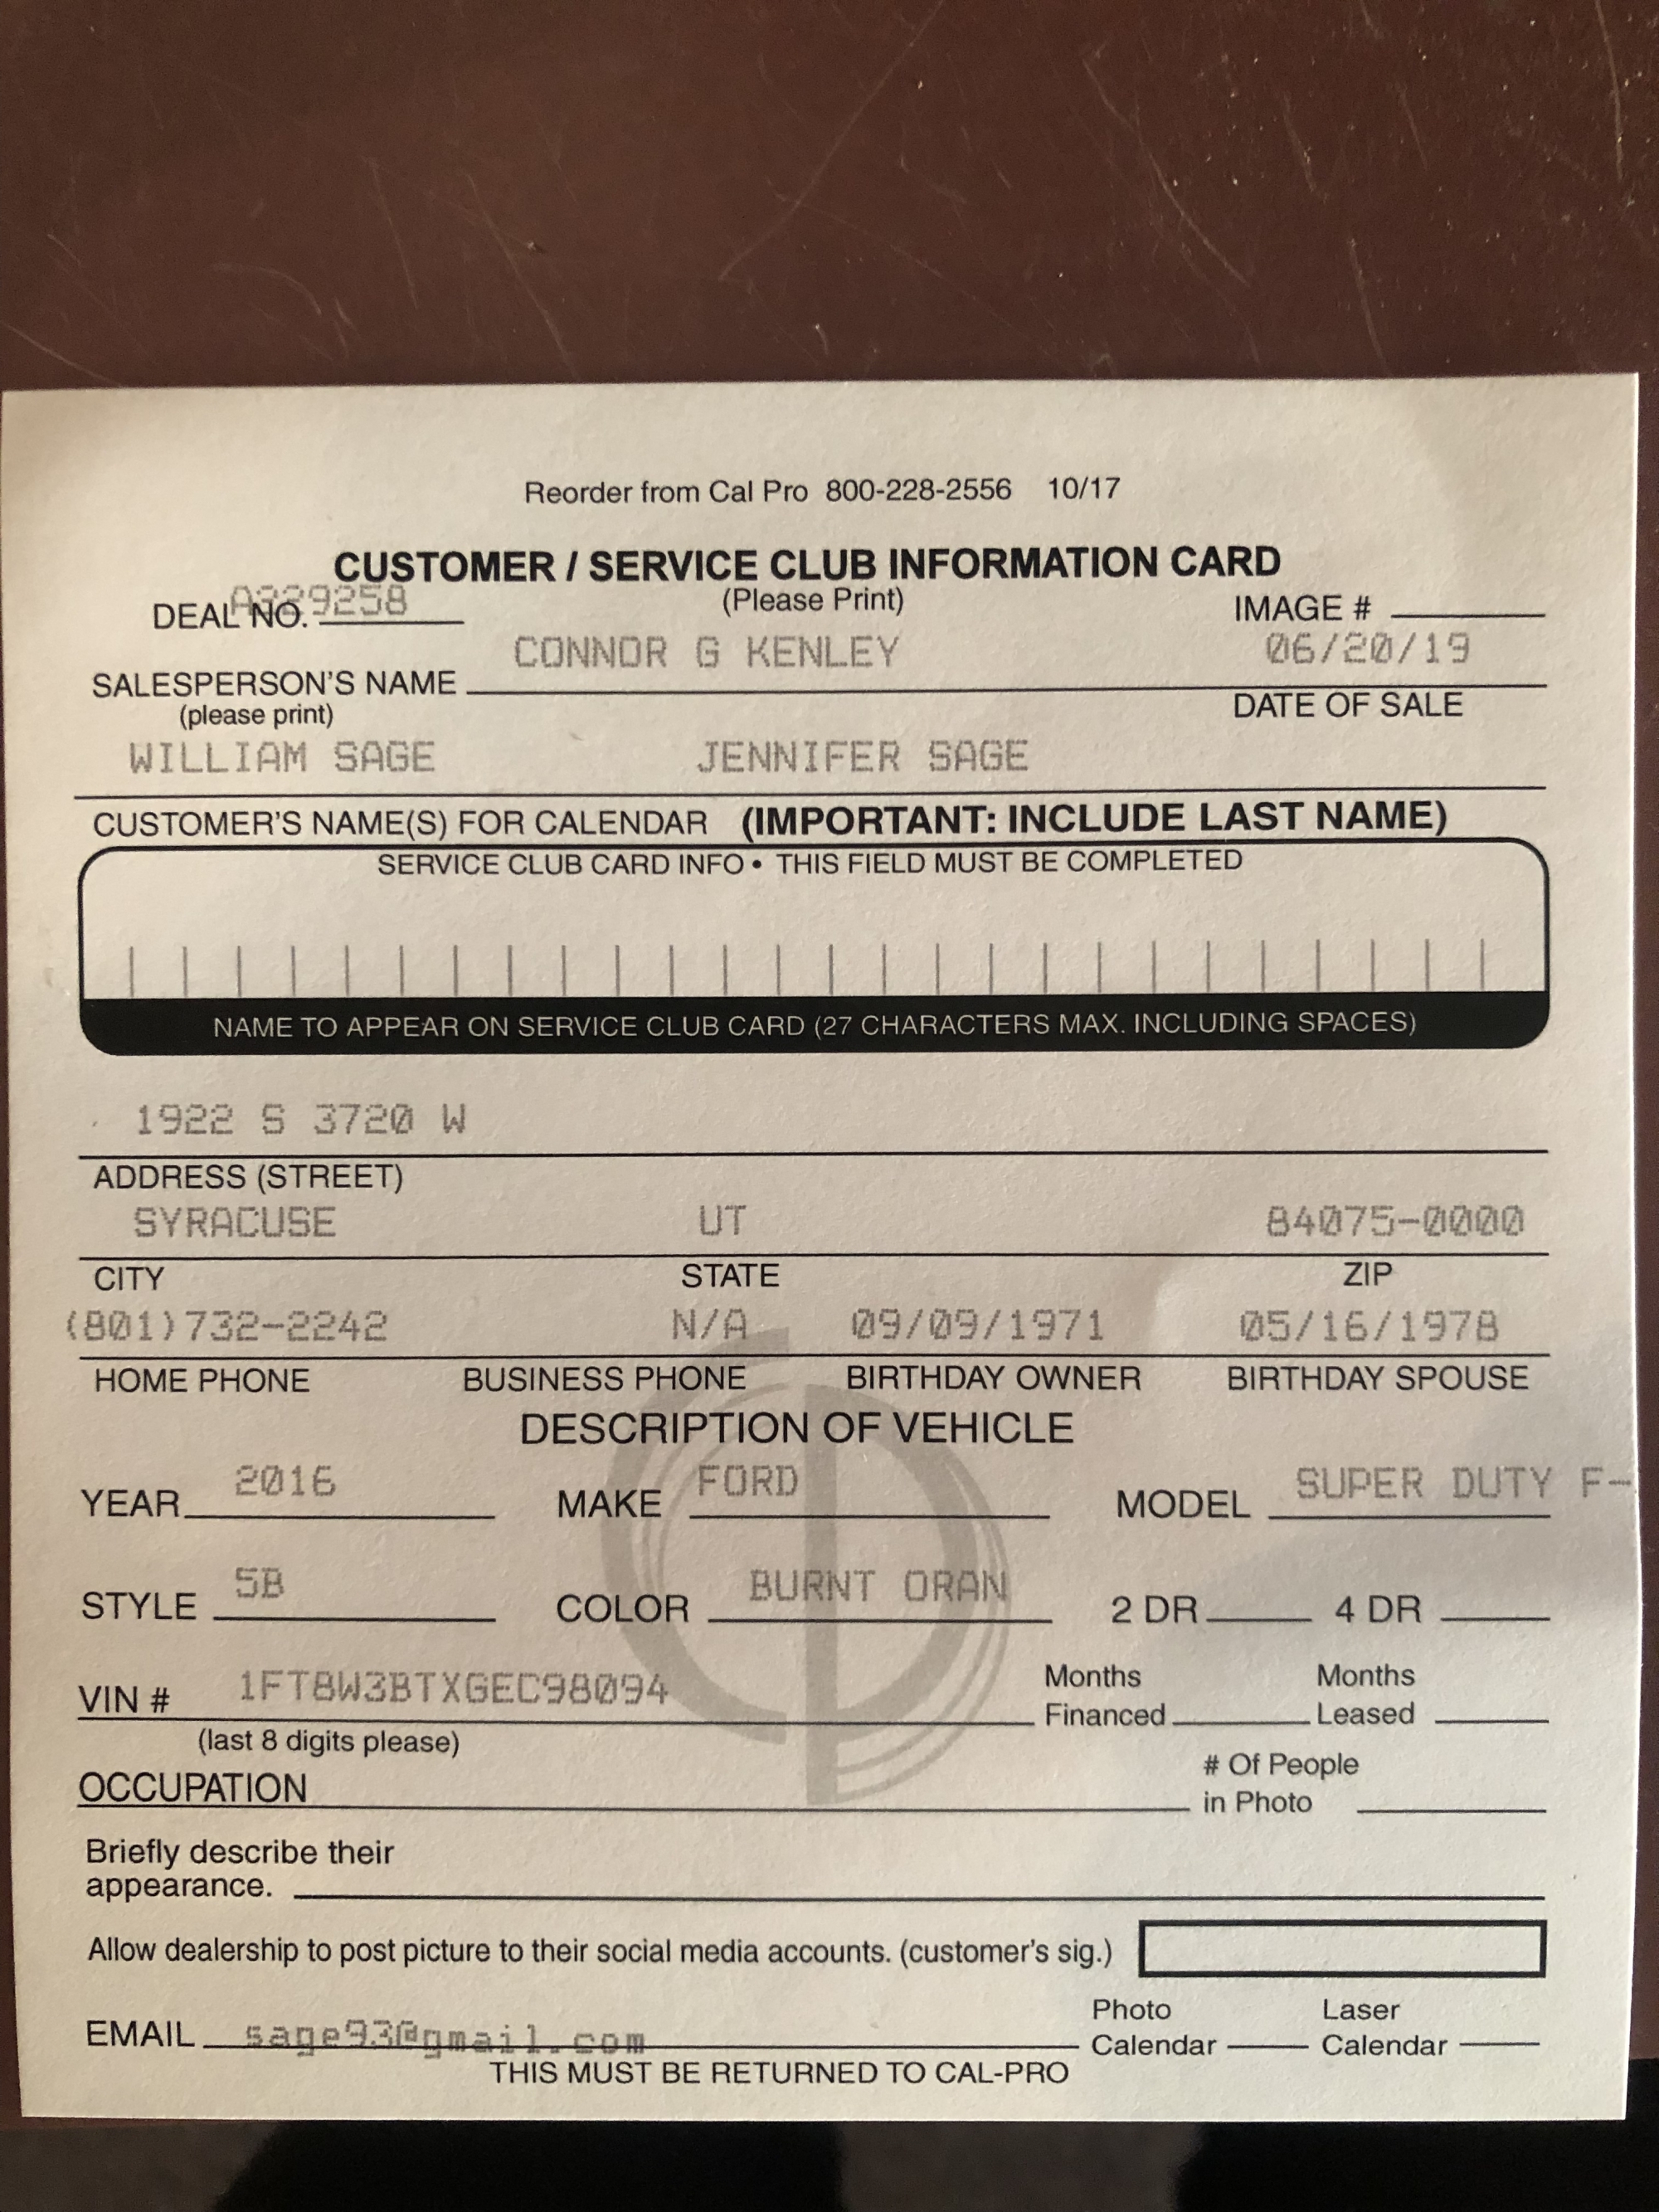 Reorder from Cal Pro 800-228-2556 10/17
CUSTOMER / SERVICE CLUB INFORMATION CARD
DEAL NO. A329258 (Please Print) IMAGE #
CONNOR G KENLEY 06/20/19
SALESPERSON'S NAME DATE OF SALE
(please print)
WILLIAM SAGE JENNIFER SAGE
CUSTOMER'S NAME(S) FOR CALENDAR (IMPORTANT: INCLUDE LAST NAME)
SERVICE CLUB CARD INFO • THIS FIELD MUST BE COMPLETED
NAME TO APPEAR ON SERVICE CLUB CARD (27 CHARACTERS MAX. INCLUDING SPACES)
1922 S 3720 W
ADDRESS (STREET)
SYRACUSE UT 84075-0000
CITY STATE ZIP
(801)732-2242 N/A 09/09/1971 05/16/1978
HOME PHONE BUSINESS PHONE BIRTHDAY OWNER BIRTHDAY SPOUSE
DESCRIPTION OF VEHICLE
YEAR 2016 MAKE FORD MODEL SUPER DUTY F-
STYLE SB COLOR BURNT ORAN 2 DR 4 DR
VIN # 1FT8W3BTXGEC98094 Months Financed Months Leased
(last 8 digits please)
OCCUPATION # Of People in Photo
Briefly describe their
appearance.
Allow dealership to post picture to their social media accounts. (customer's sig.)
EMAIL sage93@gmail.com Photo Calendar Laser Calendar
THIS MUST BE RETURNED TO CAL-PRO